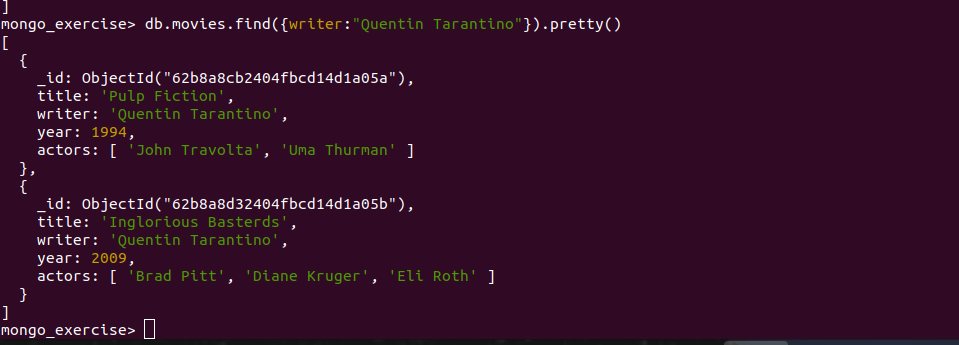 ]
mongo_exercise> db.movies.find({writer:"Quentin Tarantino"}).pretty()
[
  {
    _id: ObjectId("62b8a8cb2404fbcd14d1a05a"),
    title: 'Pulp Fiction',
    writer: 'Quentin Tarantino',
    year: 1994,
    actors: [ 'John Travolta', 'Uma Thurman' ]
  },
  {
    _id: ObjectId("62b8a8d32404fbcd14d1a05b"),
    title: 'Inglorious Basterds',
    writer: 'Quentin Tarantino',
    year: 2009,
    actors: [ 'Brad Pitt', 'Diane Kruger', 'Eli Roth' ]
  }
]
mongo_exercise>